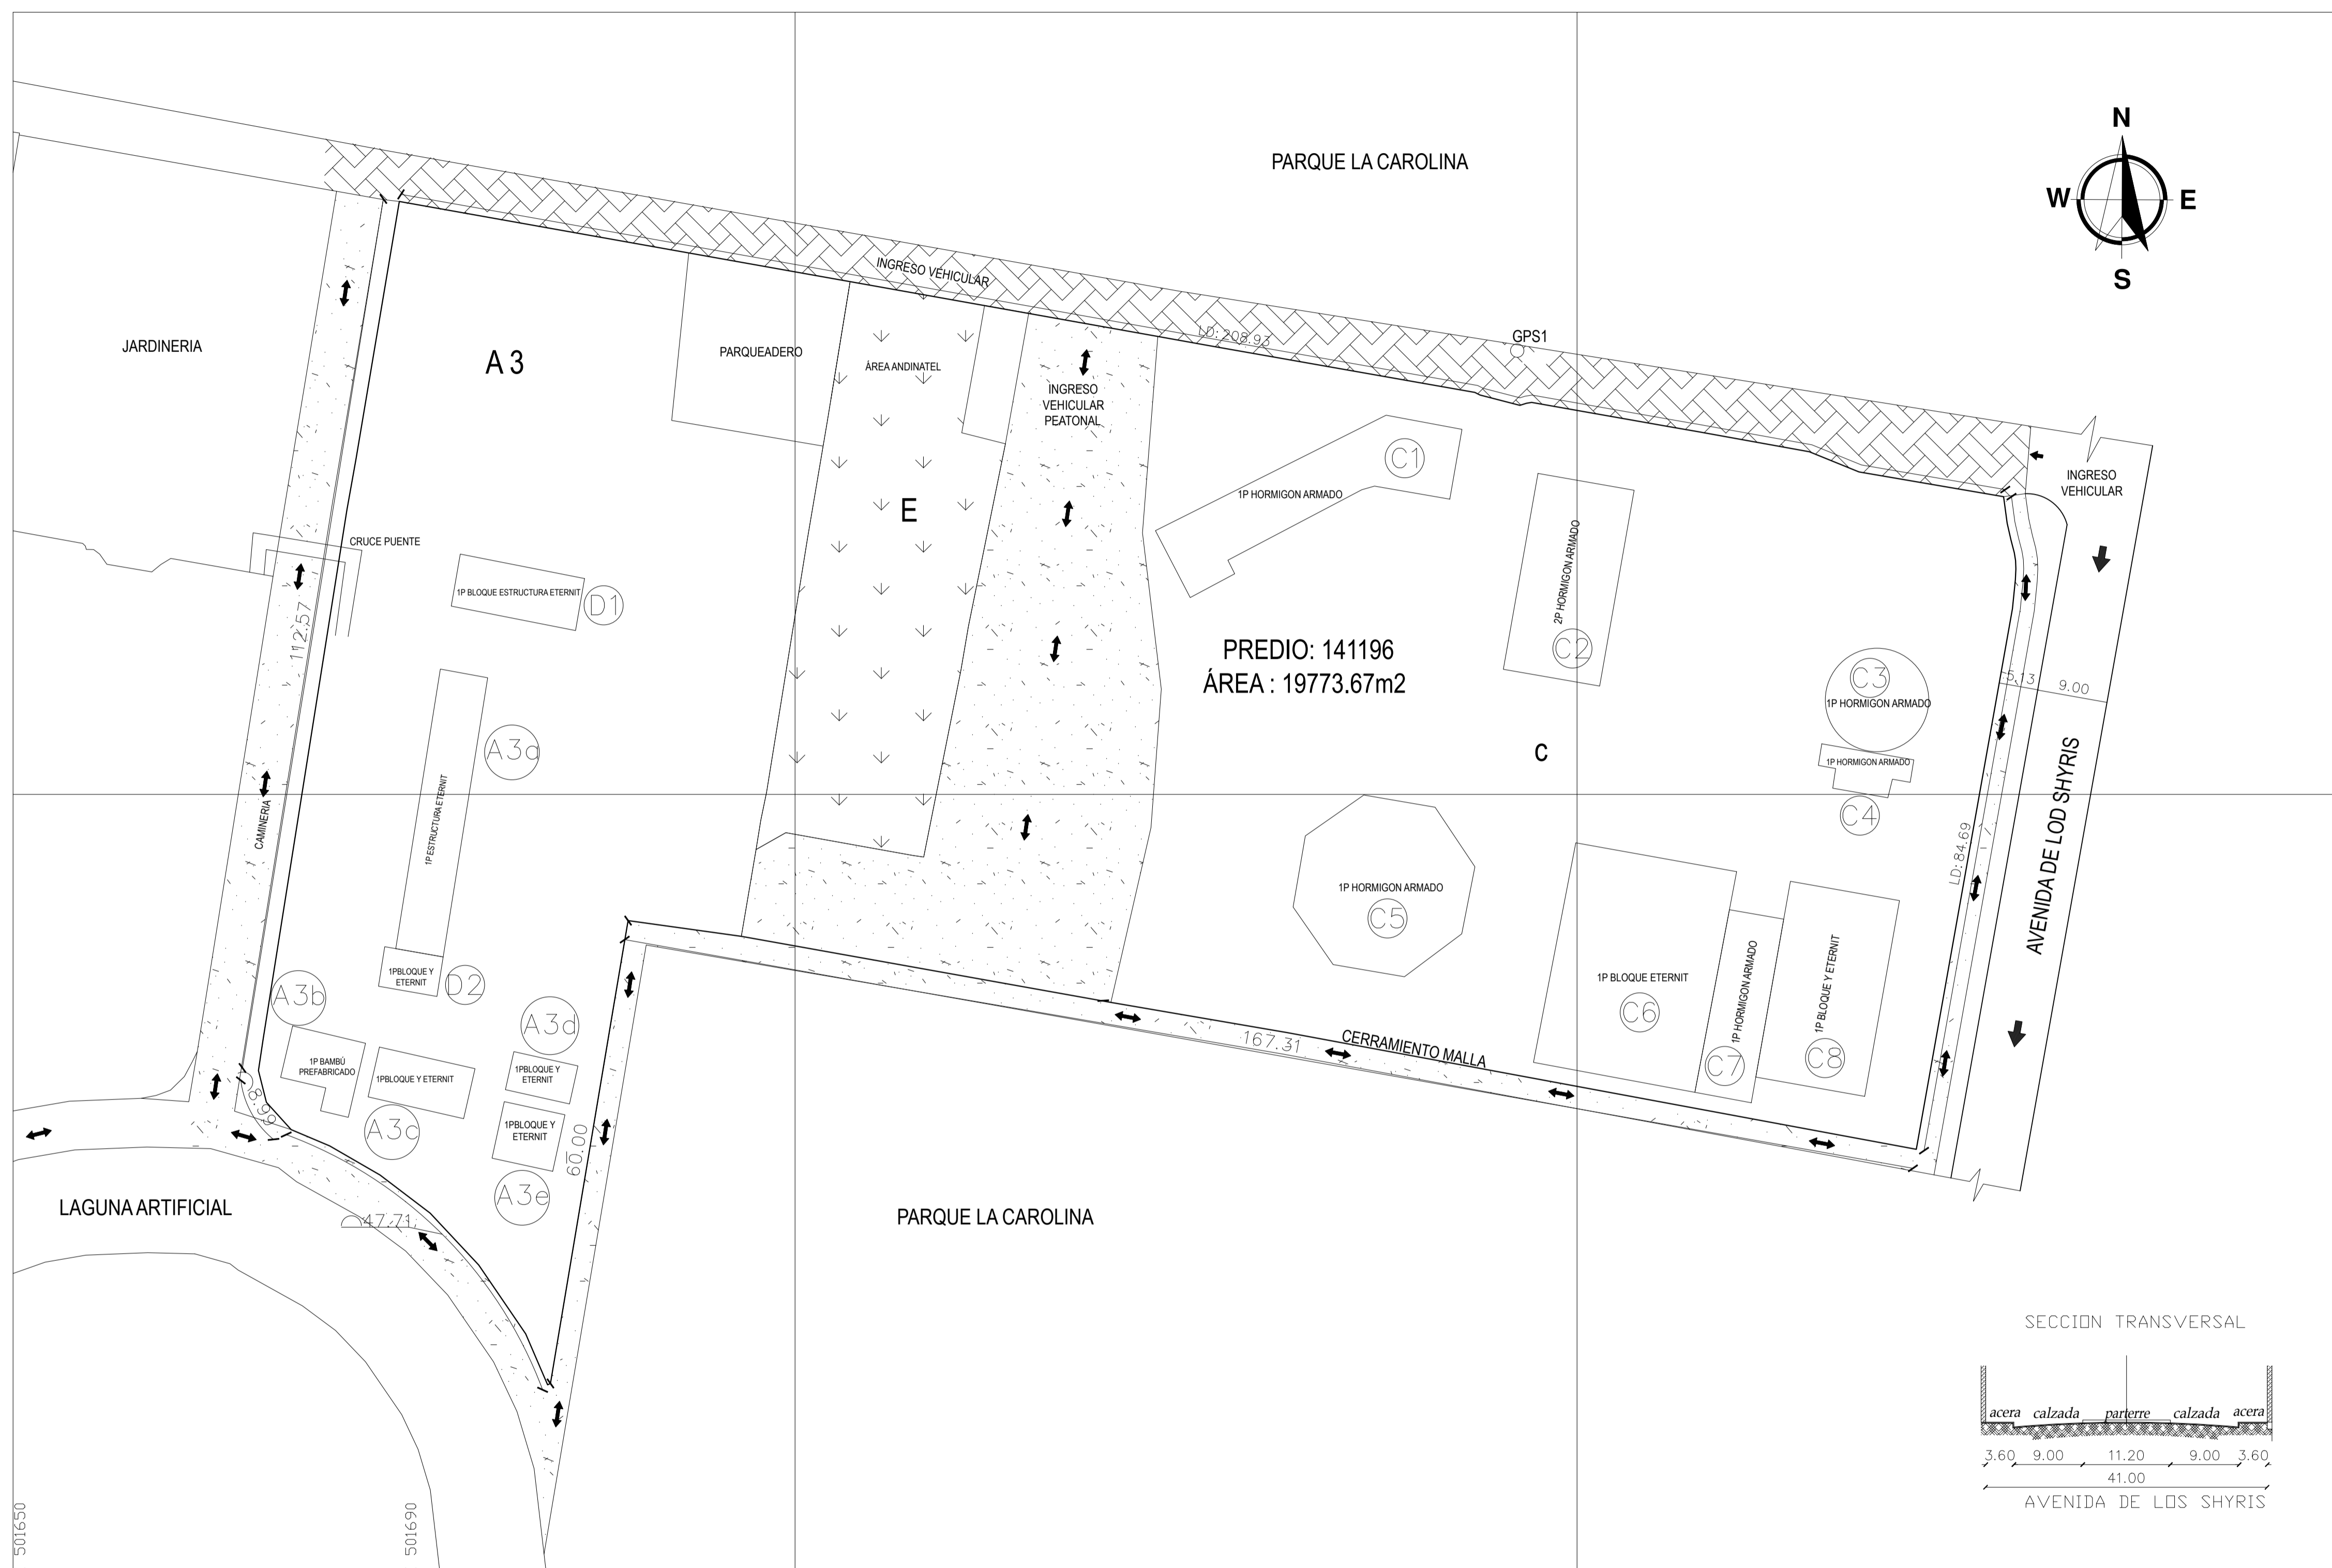 PARQUE LA CAROLINA
N
W
E
S
INGRESO VEHICULAR
LD: 208.93
GPS1
JARDINERIA
A 3
PARQUEADERO
ÁREA ANDINATEL
INGRESO
VEHICULAR
PEATONAL
INGRESO
VEHICULAR
C1
1P HORMIGON ARMADO
E
CRUCE PUENTE
2P HORMIGON ARMADO
C2
1P BLOQUE ESTRUCTURA ETERNIT
D1
112.57
PREDIO: 141196
ÁREA : 19773.67m2
C3
1P HORMIGON ARMADO
5.13
9.00
A3a
c
1P HORMIGON ARMADO
C4
AVENIDA DE LOD SHYRIS
CAMINERIA
1P ESTRUCTURA ETERNIT
LD: 84.69
1P HORMIGON ARMADO
C5
1PBLOQUE Y
ETERNIT
D2
A3b
1P BLOQUE ETERNIT
C6
1P HORMIGON ARMADO
C7
1P BLOQUE Y ETERNIT
C8
A3d
167.31
CERRAMIENTO MALLA
1P BAMBÚ
PREFABRICADO
1PBLOQUE Y ETERNIT
1PBLOQUE Y
ETERNIT
8.99
A3c
1PBLOQUE Y
ETERNIT
60.00
A3e
LAGUNA ARTIFICIAL
47.71
PARQUE LA CAROLINA
SECCION TRANSVERSAL
acera calzada parterre calzada acera
3.60 9.00 11.20 9.00 3.60
41.00
AVENIDA DE LOS SHYRIS
501650
501690